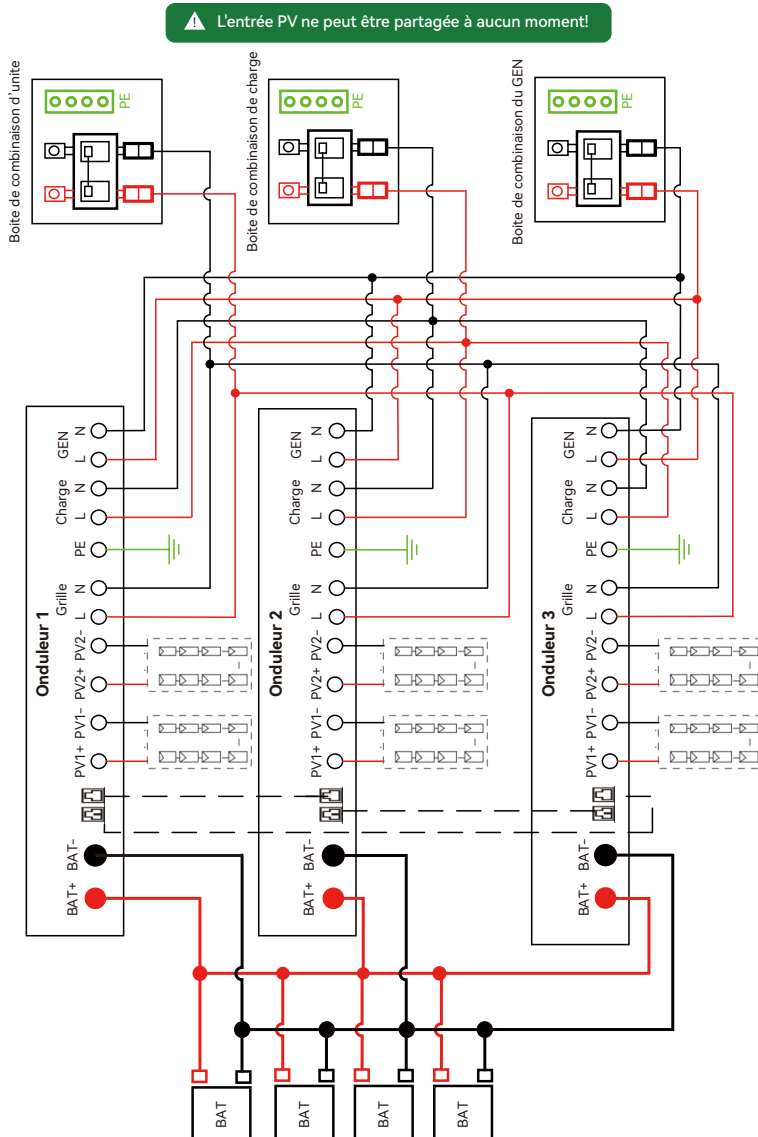 L'entrée PV ne peut être partagée à aucun moment!
Boite de combinaison d'unite
PE
Boite de combinaison de charge
PE
Boite de combinaison du GEN
PE
Onduleur 1
GEN
N
L
Charge
N
L
PE
Grille
N
L
PV2-
PV2+
PV1-
PV1+
BAT-
BAT+
Onduleur 2
GEN
N
L
Charge
N
L
PE
Grille
N
L
PV2-
PV2+
PV1-
PV1+
BAT-
BAT+
Onduleur 3
GEN
N
L
Charge
N
L
PE
Grille
N
L
PV2-
PV2+
PV1-
PV1+
BAT-
BAT+
BAT
BAT
BAT
BAT